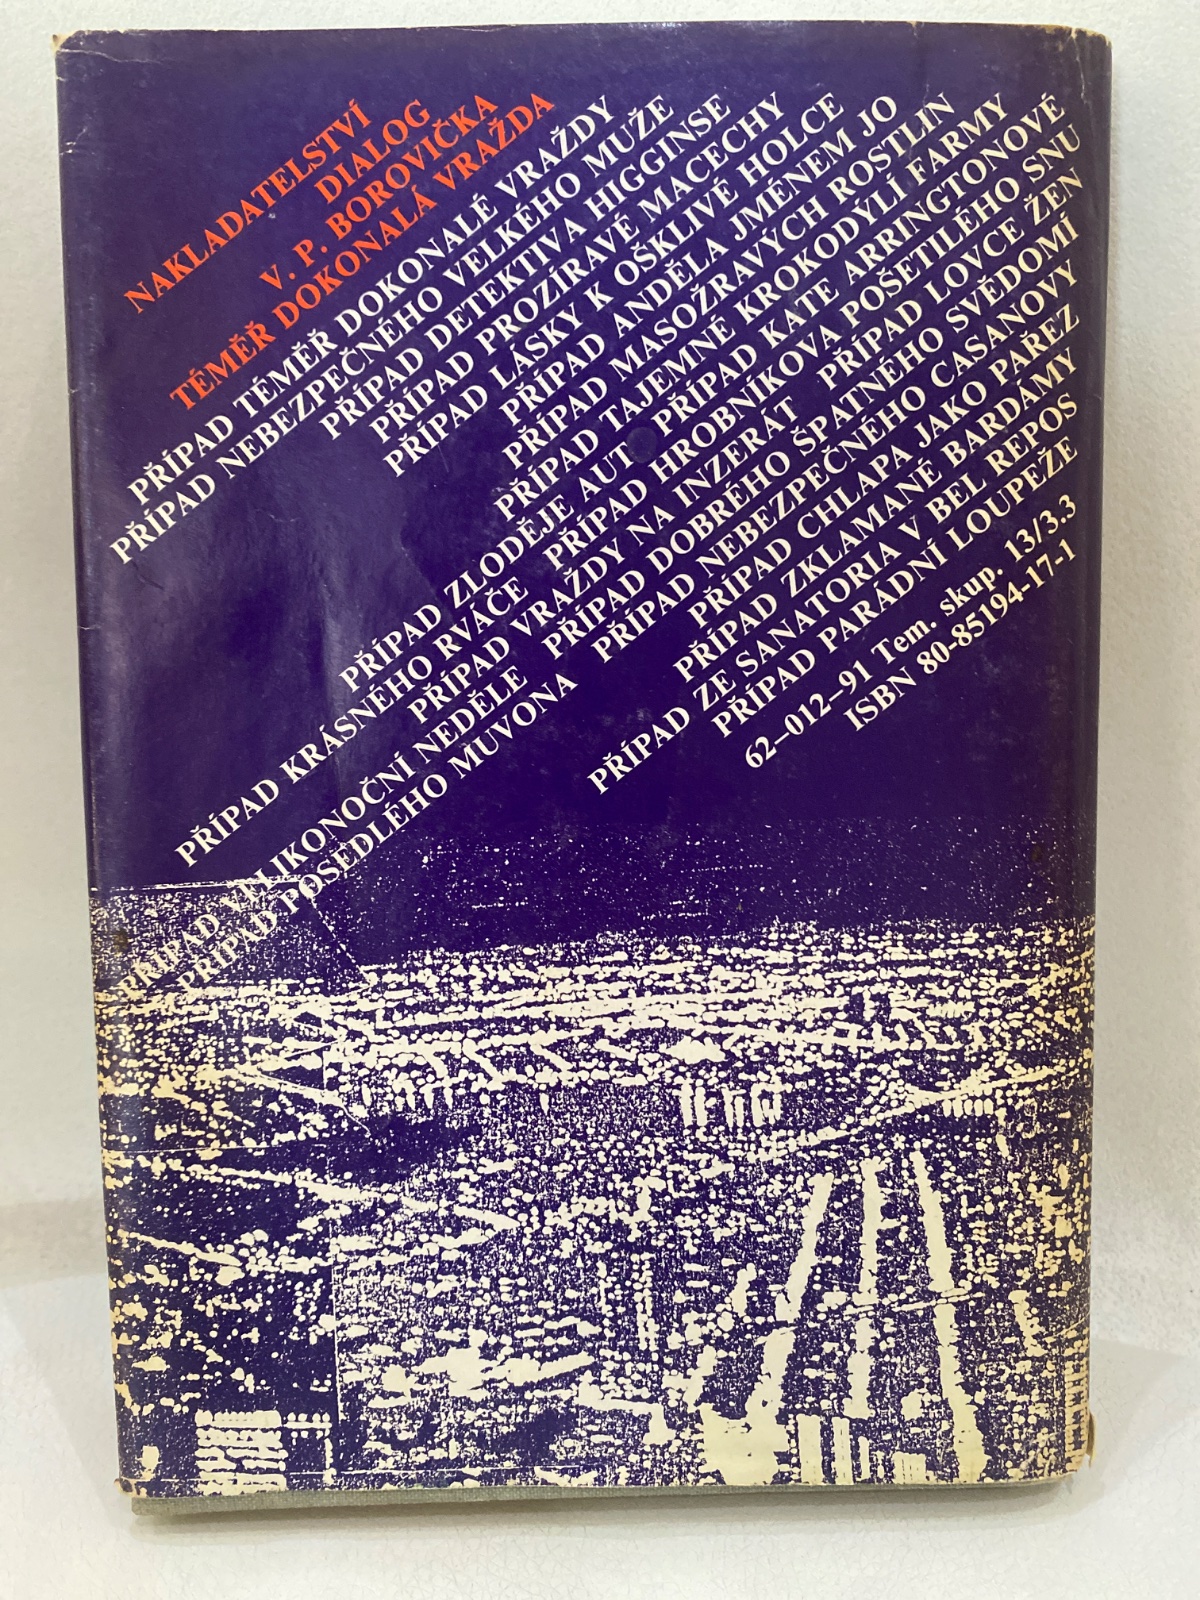 NAKLADATELSTVÍ
DIALOG
V. P. BOROVIČKA
TÉMĚŘ DOKONALÁ VRAŽDA
PŘÍPAD TÉMĚŘ DOKONALÉ VRAŽDY
PŘÍPAD NEBEZPEČNÉHO VELKÉHO MUŽE
PŘÍPAD DETEKTIVA HIGGINSE
PŘÍPAD PROZÍRAVÉ MACECHY
PŘÍPAD LÁSKY K OŠKLIVÉ HOLCE
PŘÍPAD ANDĚLA JMÉNEM JO
PŘÍPAD MASOŽRAVÝCH ROSTLIN
PŘÍPAD TAJEMNÉ KROKODÝLÍ FARMY
PŘÍPAD ZLODĚJE AUT PŘÍPAD KATE ARRINGTONOVÉ
PŘÍPAD KRÁSNÉHO RVÁČE PŘÍPAD HROBNÍKOVA POŠETILÉHO SNU
PŘÍPAD VRAŽDY NA INZERÁT PŘÍPAD LOVCE ŽEN
PŘÍPAD VELIKONOČNÍ NEDĚLE PŘÍPAD DOBRÉHO ŠPATNÉHO SVĚDOMÍ
PŘÍPAD POSEDLÉHO MUVONA PŘÍPAD NEBEZPEČNÉHO CASANOVY
PŘÍPAD CHLAPA JAKO PAŘEZ
PŘÍPAD ZKLAMANÉ BARDÁMY
PŘÍPAD ZE SANATORIA V BEL REPOS
PŘÍPAD PARÁDNÍ LOUPEŽE
62–012–91 Tem. skup. 13/3.3
ISBN 80-85194-17-1